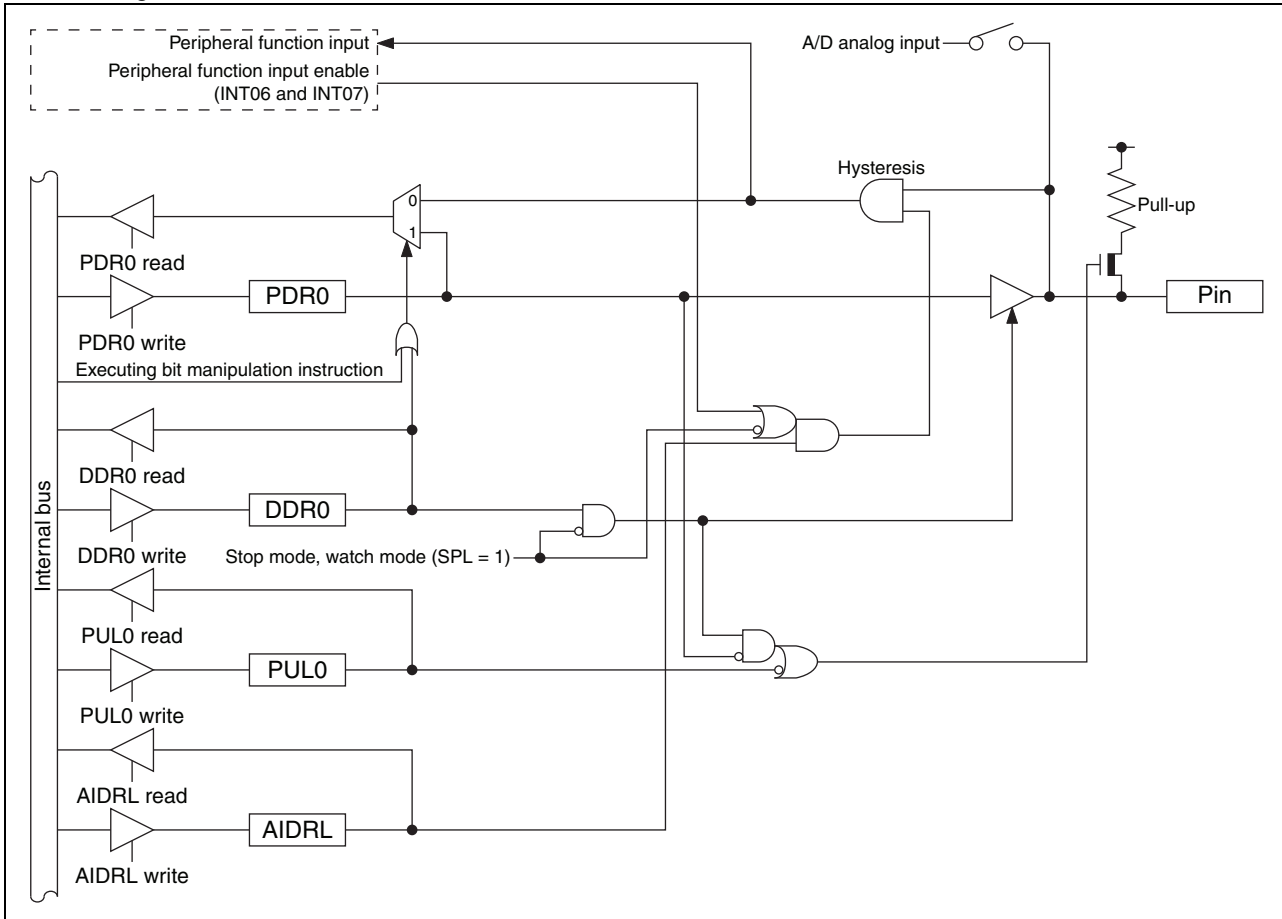 Peripheral function input
A/D analog input
Peripheral function input enable
(INT06 and INT07)
Hysteresis
0
Pull-up
1
PDR0 read
PDR0
Pin
PDR0 write
Executing bit manipulation instruction
DDR0 read
DDR0
DDR0 write
Stop mode, watch mode (SPL = 1)
Internal bus
PUL0 read
PUL0
PUL0 write
AIDRL read
AIDRL
AIDRL write